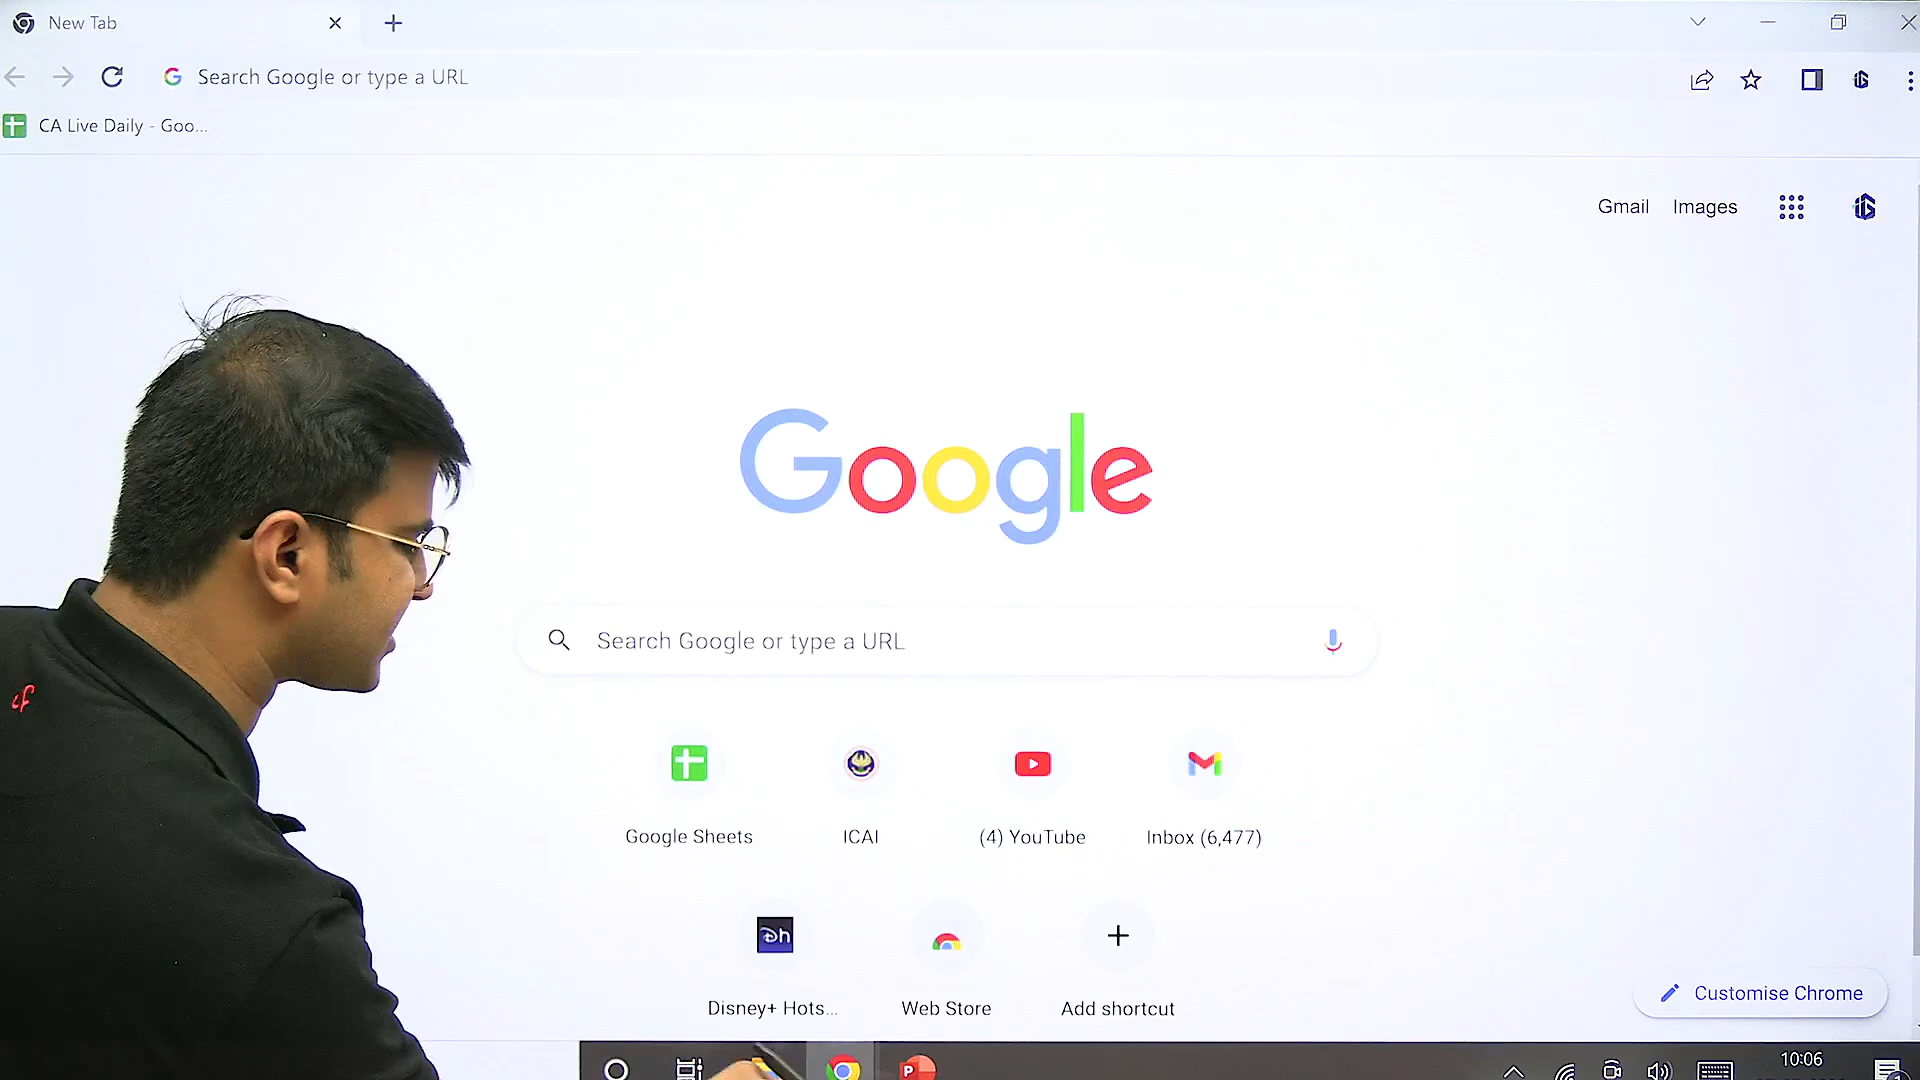 New Tab
Search Google or type a URL
CA Live Daily - Goo...
Gmail Images
Google
Search Google or type a URL
Google Sheets ICAI (4) YouTube Inbox (6,477)
Disney+ Hots... Web Store Add shortcut
Customise Chrome
10:06